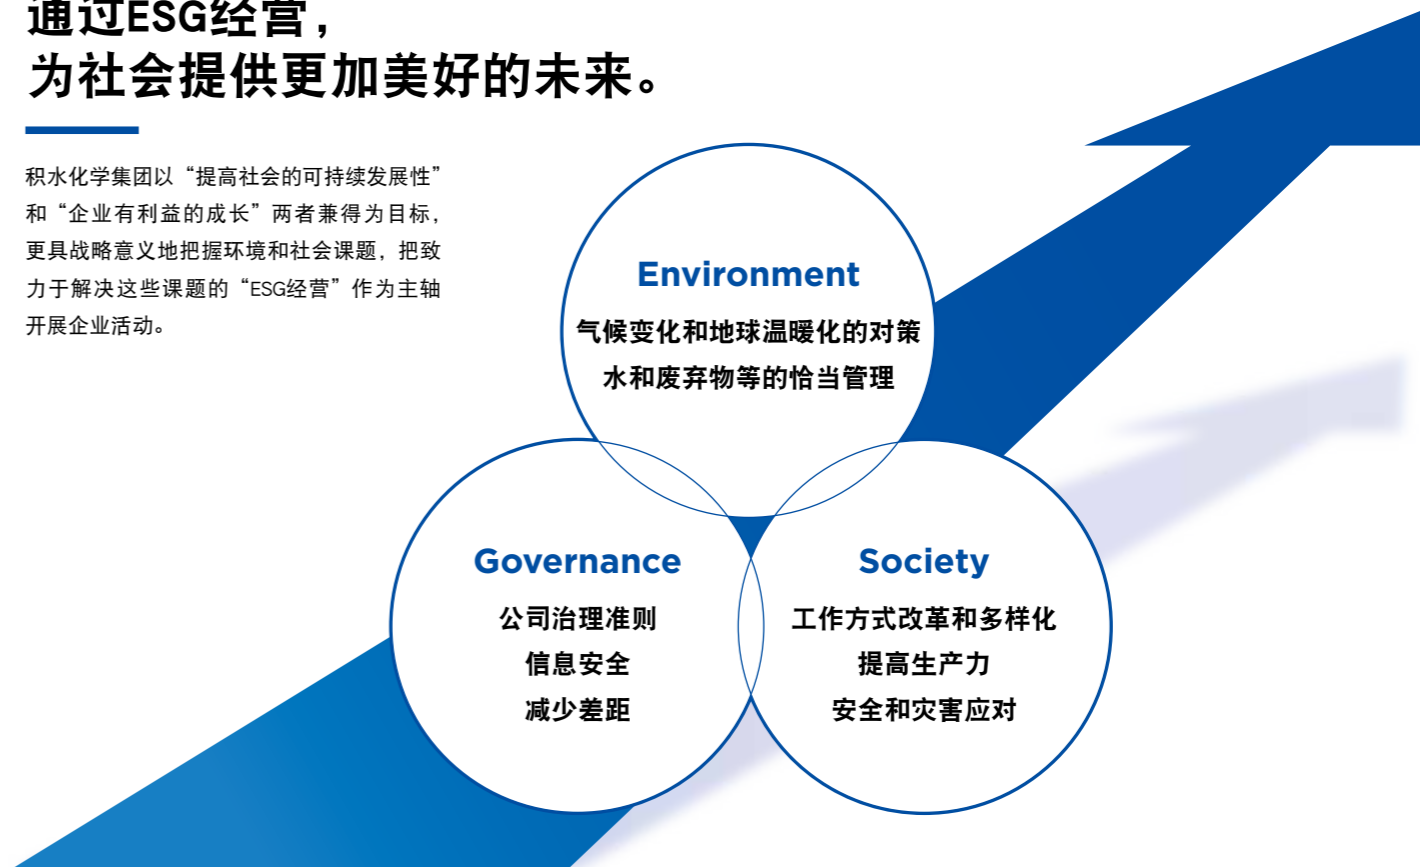 通过ESG经营，
为社会提供更加美好的未来。
积水化学集团以“提高社会的可持续发展性”
和“企业有利益的成长”两者兼得为目标，
更具战略意义地把握环境和社会课题，把致
力于解决这些课题的“ESG经营”作为主轴
开展企业活动。
Environment
气候变化和地球温暖化的对策
水和废弃物等的恰当管理
Governance
公司治理准则
信息安全
减少差距
Society
工作方式改革和多样化
提高生产力
安全和灾害应对